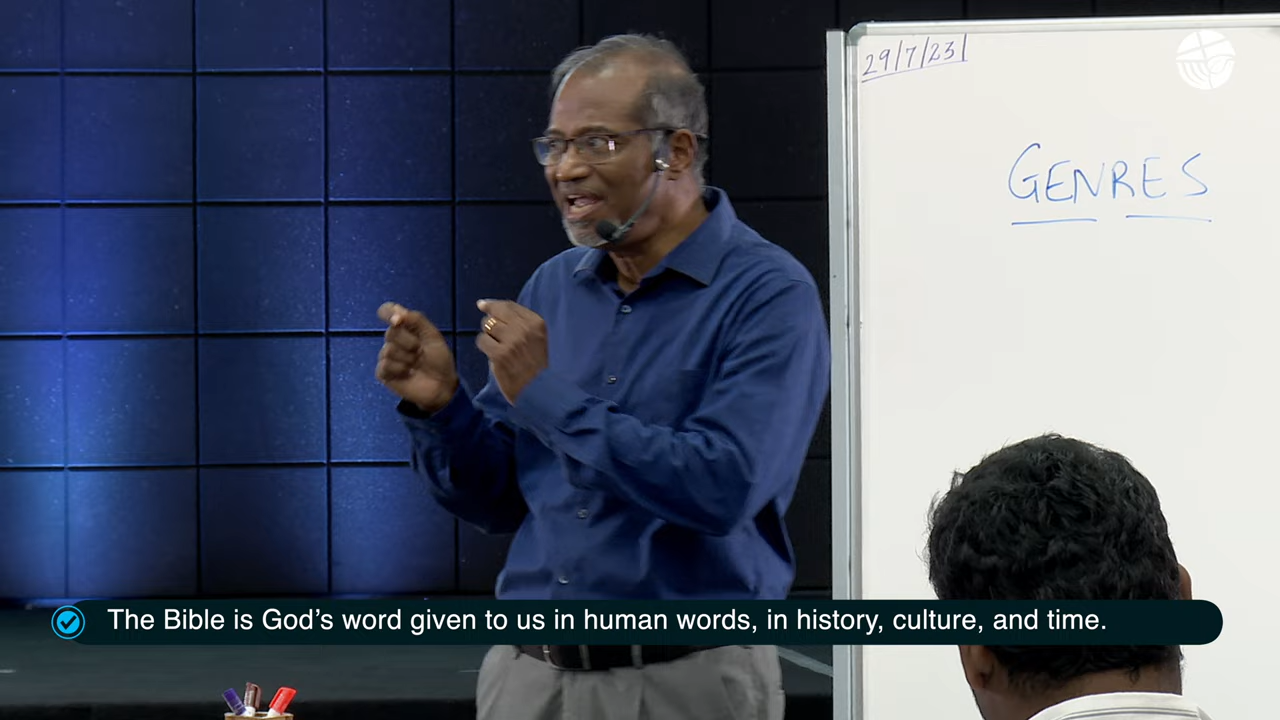 29/7/23
GENRES
The Bible is God's word given to us in human words, in history, culture, and time.